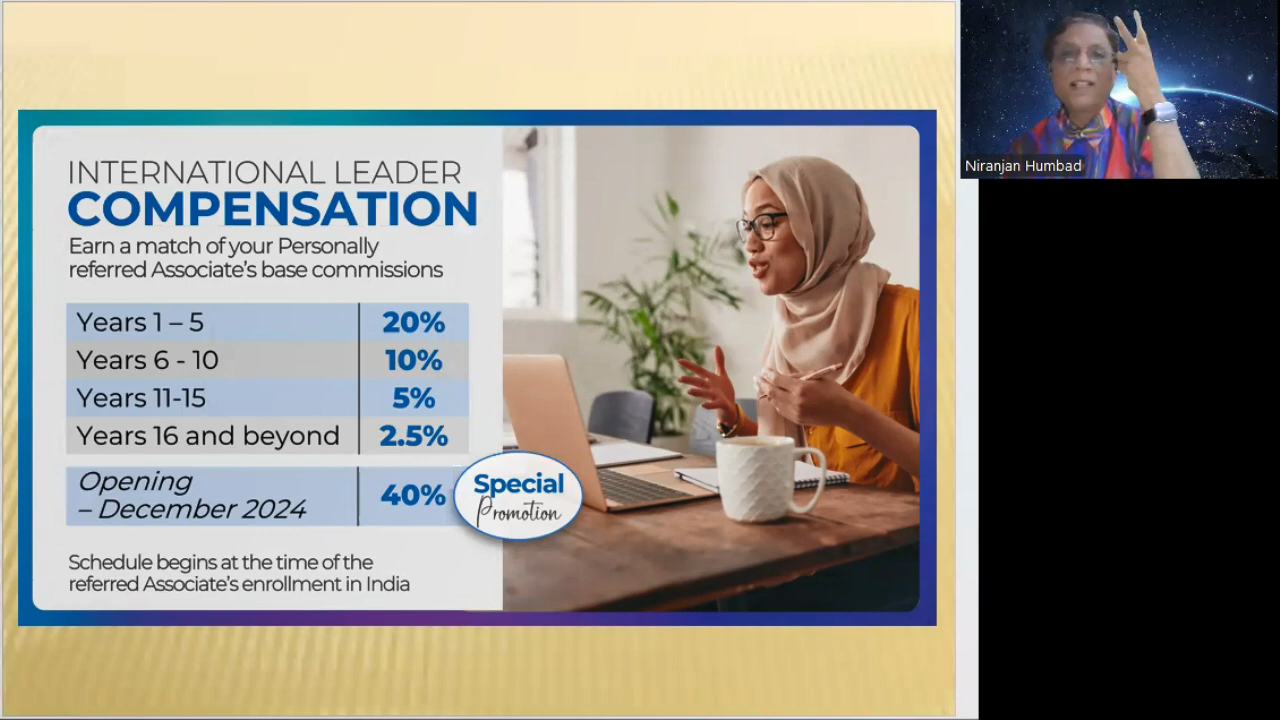 INTERNATIONAL LEADER
COMPENSATION
Earn a match of your Personally
referred Associate's base commissions
Years 1 – 5 20%
Years 6 - 10 10%
Years 11-15 5%
Years 16 and beyond 2.5%
Opening
– December 2024 40%
Special
Promotion
Schedule begins at the time of the
referred Associate's enrollment in India
Niranjan Humbad